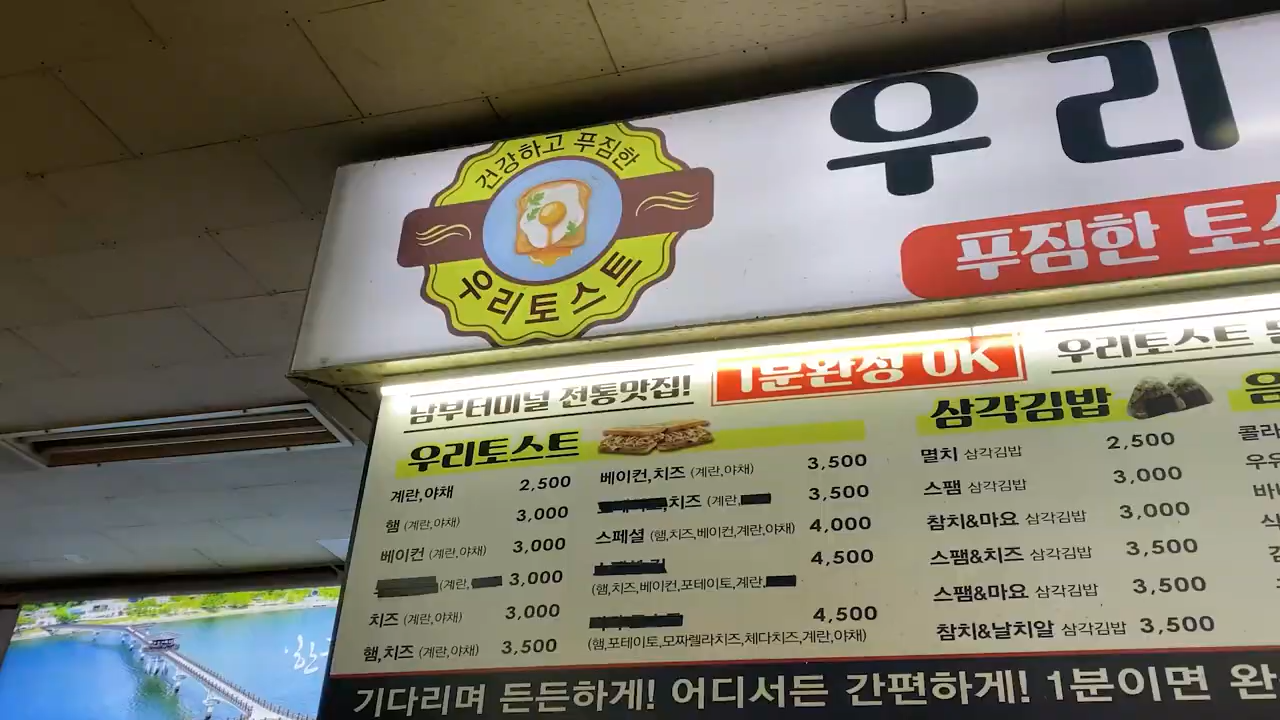 건강하고 푸짐한
우리토스트
우리
푸짐한
남부터미널 전통맛집!
1분완성 OK
우리토스트
우리토스트
계란,야채 2,500
햄 (계란,야채) 3,000
베이컨 (계란,야채) 3,000
(계란, 3,000
치즈 (계란,야채) 3,000
햄,치즈 (계란,야채) 3,500
베이컨,치즈 (계란,야채) 3,500
치즈 (계란, 3,500
스페셜 (햄,치즈,베이컨,계란,야채) 4,000
4,500
(햄,치즈,베이컨,포테이토,계란,
4,500
(햄,포테이토,모짜렐라치즈,체다치즈,계란,야채)
삼각김밥
멸치 삼각김밥 2,500
스팸 삼각김밥 3,000
참치&마요 삼각김밥 3,000
스팸&치즈 삼각김밥 3,500
스팸&마요 삼각김밥 3,500
참치&날치알 삼각김밥 3,500
콜라
기다리며 든든하게! 어디서든 간편하게! 1분이면 완